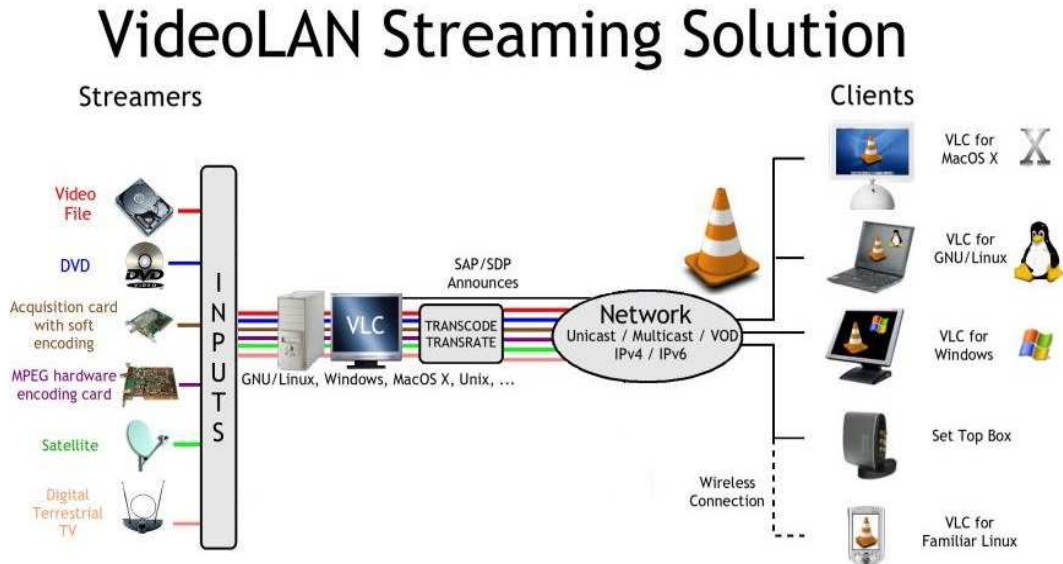 VideoLAN Streaming Solution
Streamers
Clients
Video
File
DVD
DVD
VIDEO
Acquisition card
with soft
encoding
MPEG hardware
encoding card
Satellite
Digital
Terrestrial
TV
INPUTS
VLC
GNU/Linux, Windows, MacOS X, Unix, ...
TRANSCODE
TRANSRATE
SAP/SDP
Announces
Network
Unicast / Multicast / VOD
IPv4 / IPv6
Wireless
Connection
VLC for
MacOS X
X
VLC for
GNU/Linux
VLC for
Windows
Set Top Box
VLC for
Familiar Linux